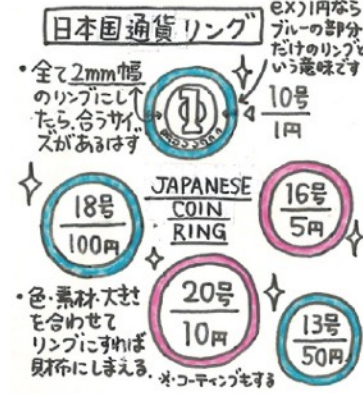 日本国通貨リング
ex)1円なら
ブルーの部分
だけのリングと
いう意味です
・全て2mm幅
のリングにし
たら、合うサイ
ズがあるはず
1
10号
1円
18号
100円
JAPANESE
COIN
RING
16号
5円
・色・素材・大きさ
を合わせて
リングにすれば
財布にしまえる。
20号
10円
13号
50円
※・コーティングもする